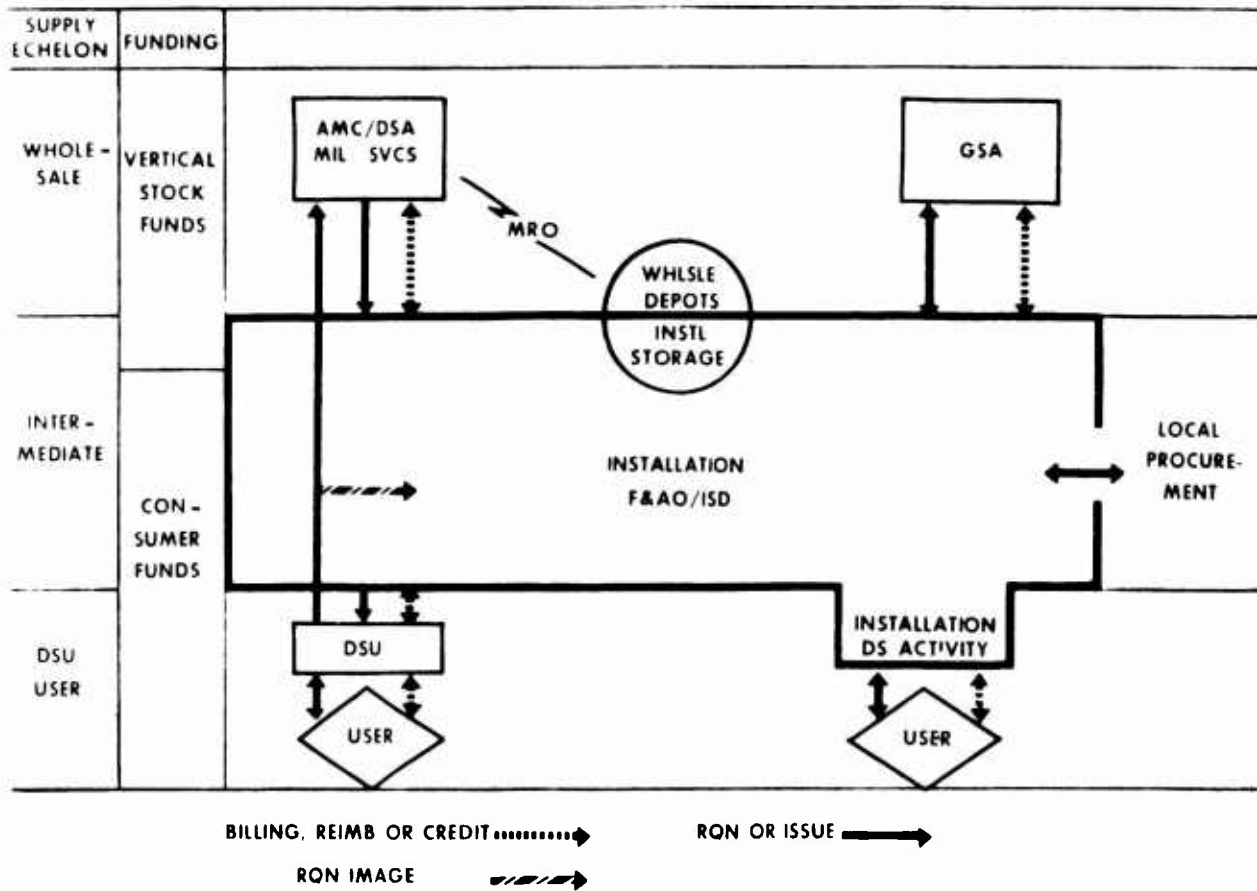 SUPPLY
ECHELON
FUNDING
WHOLE-
SALE
VERTICAL
STOCK
FUNDS
AMC/DSA
MIL SVCS
MRO
WHLSLE
DEPOTS
INSTL
STORAGE
GSA
INTER-
MEDIATE
CON-
SUMER
FUNDS
INSTALLATION
F&AO/ISD
LOCAL
PROCURE-
MENT
DSU
USER
DSU
USER
INSTALLATION
DS ACTIVITY
USER
BILLING, REIMB OR CREDIT
RQN OR ISSUE
RQN IMAGE